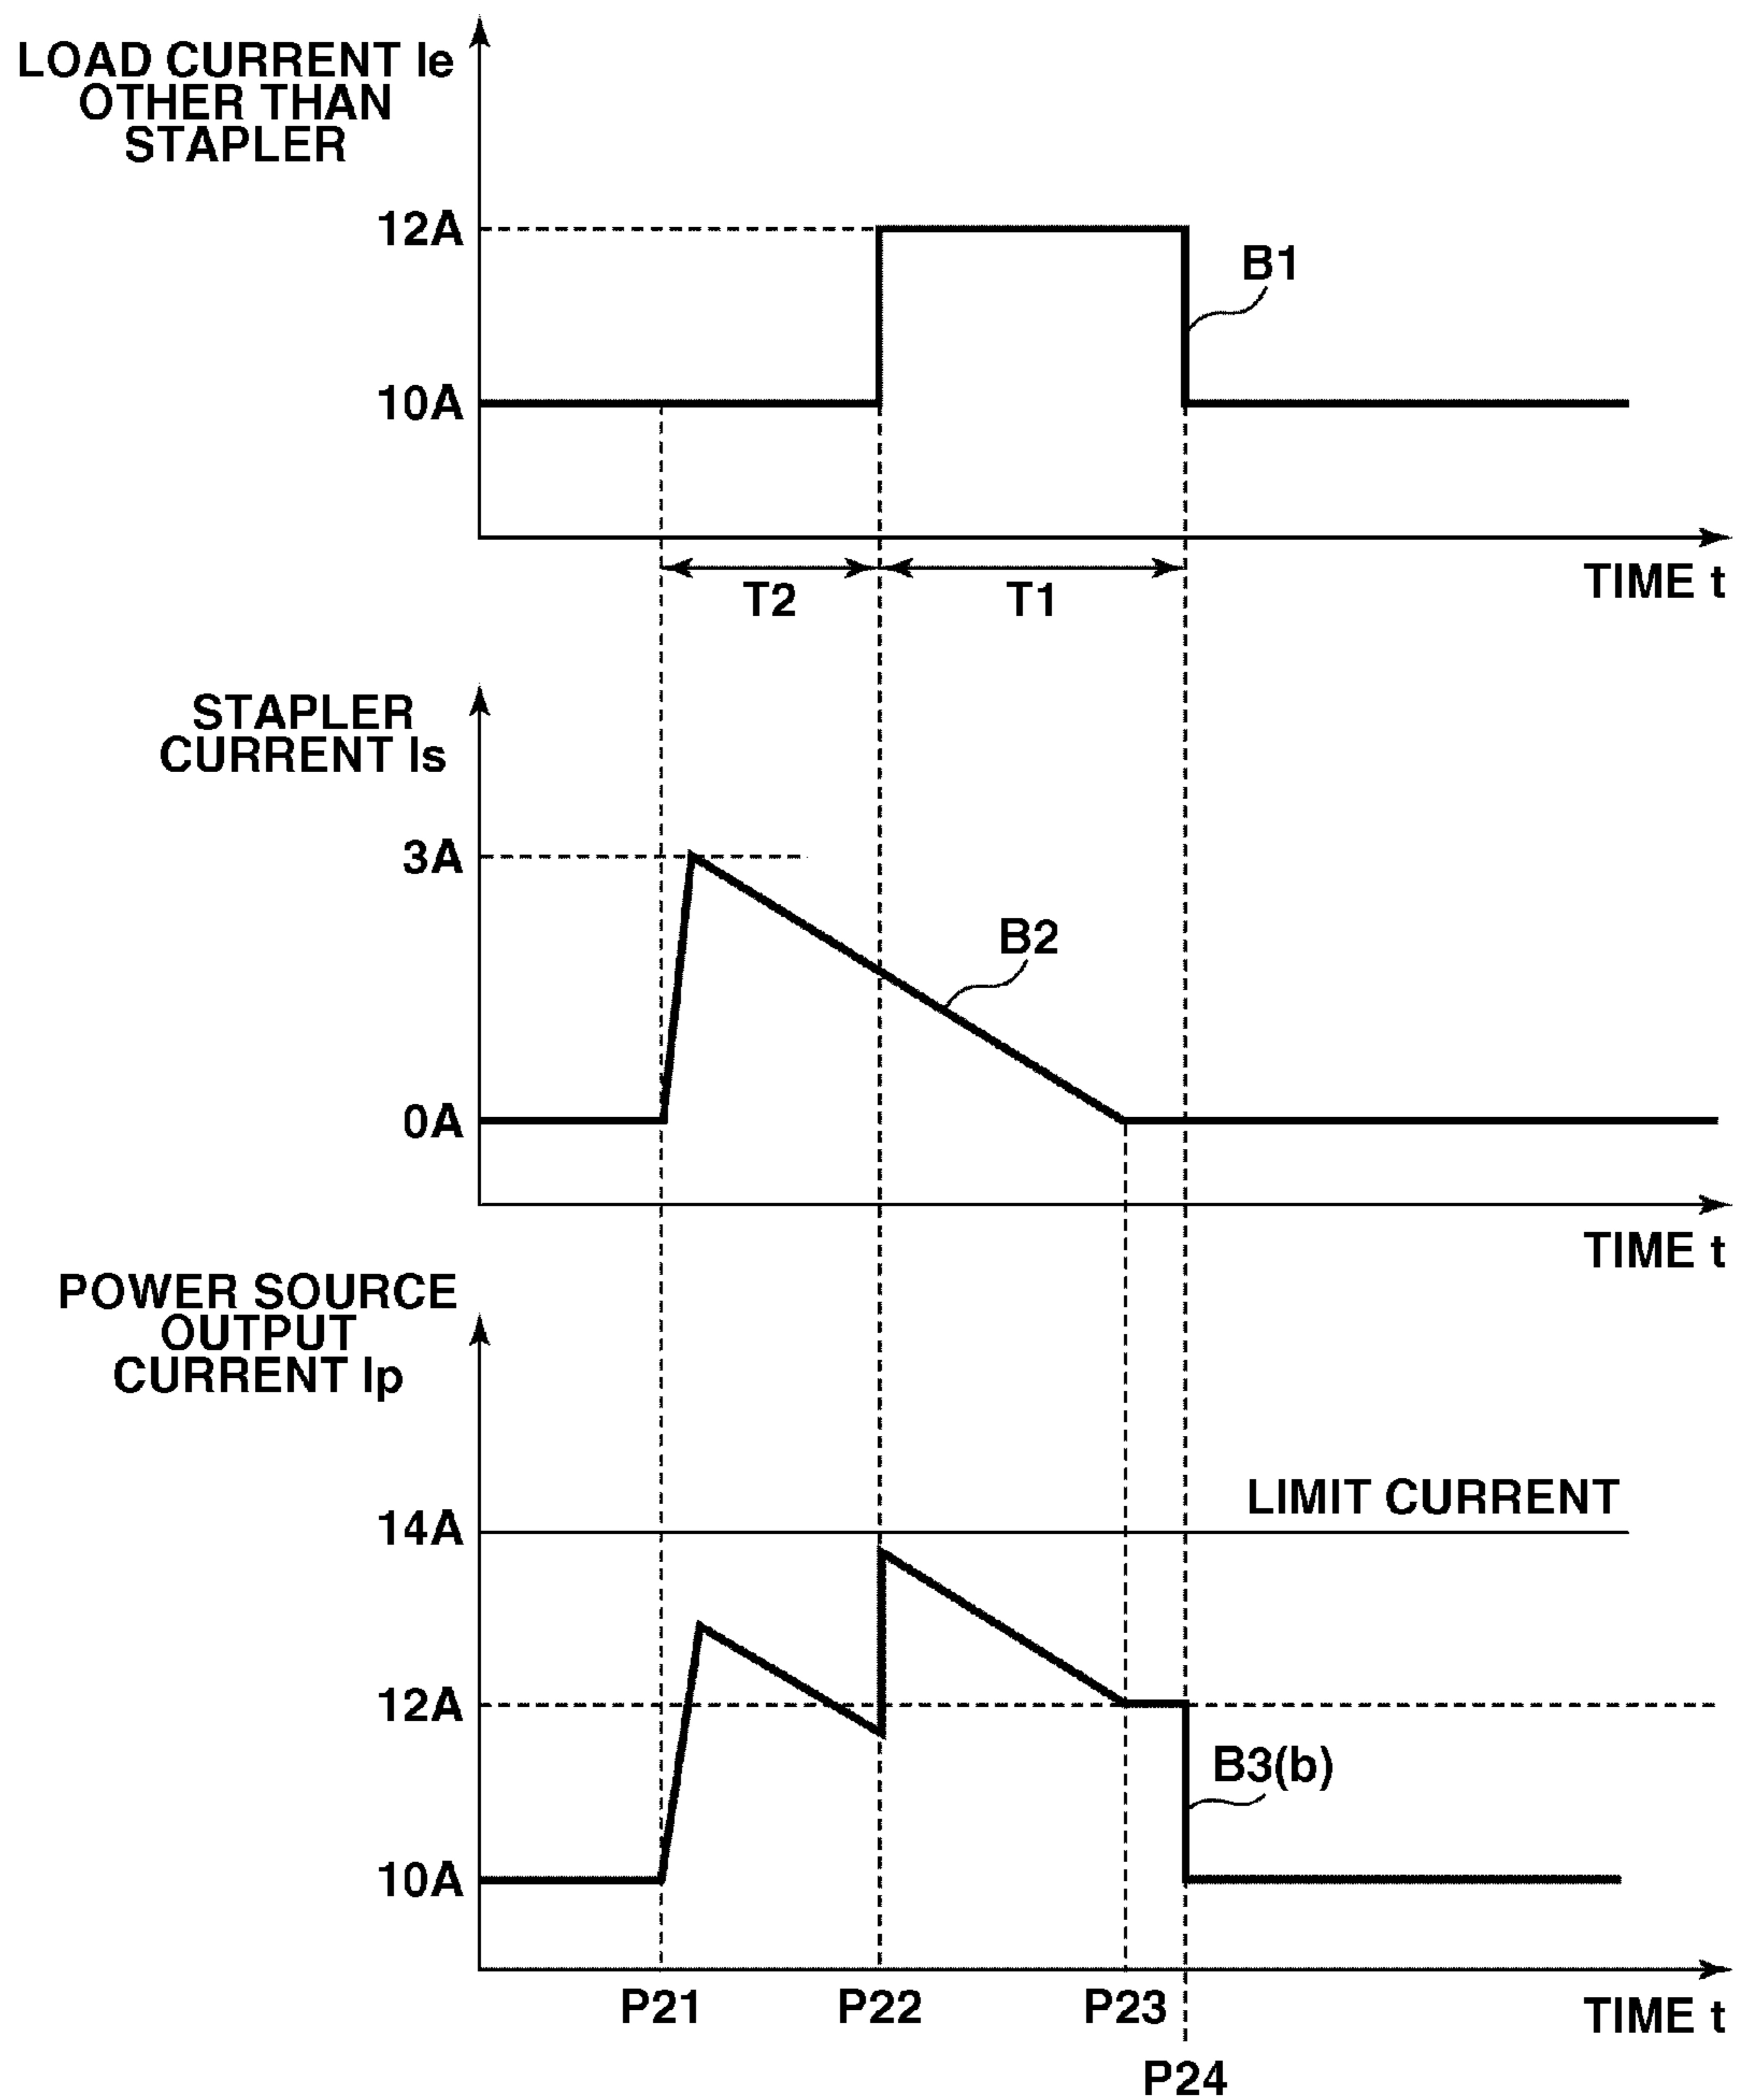 LOAD CURRENT Ie
OTHER THAN
STAPLER
12A
B1
10A
T2
T1
TIME t
STAPLER
CURRENT Is
3A
B2
0A
TIME t
POWER SOURCE
OUTPUT
CURRENT Ip
LIMIT CURRENT
14A
12A
B3(b)
10A
P21
P22
P23
TIME t
P24